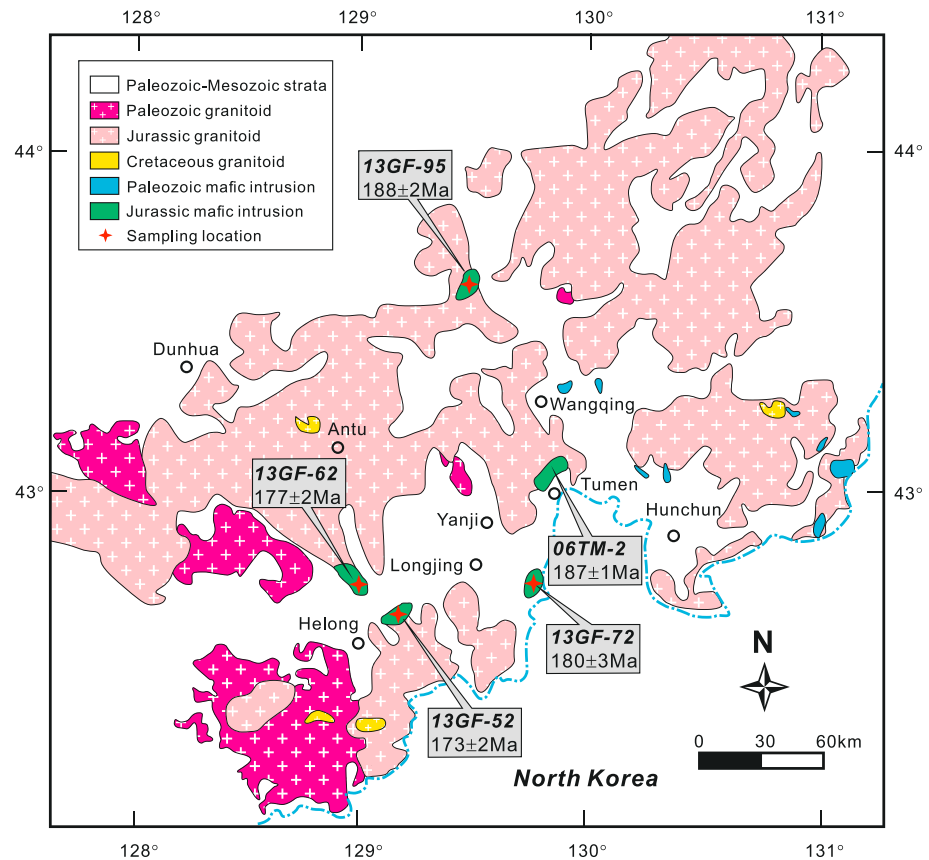 128°
129°
130°
131°
Paleozoic-Mesozoic strata
Paleozoic granitoid
Jurassic granitoid
Cretaceous granitoid
Paleozoic mafic intrusion
Jurassic mafic intrusion
Sampling location
44°
44°
13GF-95
188±2Ma
Dunhua
Wangqing
Antu
13GF-62
177±2Ma
43°
43°
Tumen
Yanji
Hunchun
06TM-2
187±1Ma
Longjing
Helong
13GF-72
180±3Ma
N
13GF-52
173±2Ma
0 30 60km
North Korea
128°
129°
130°
131°